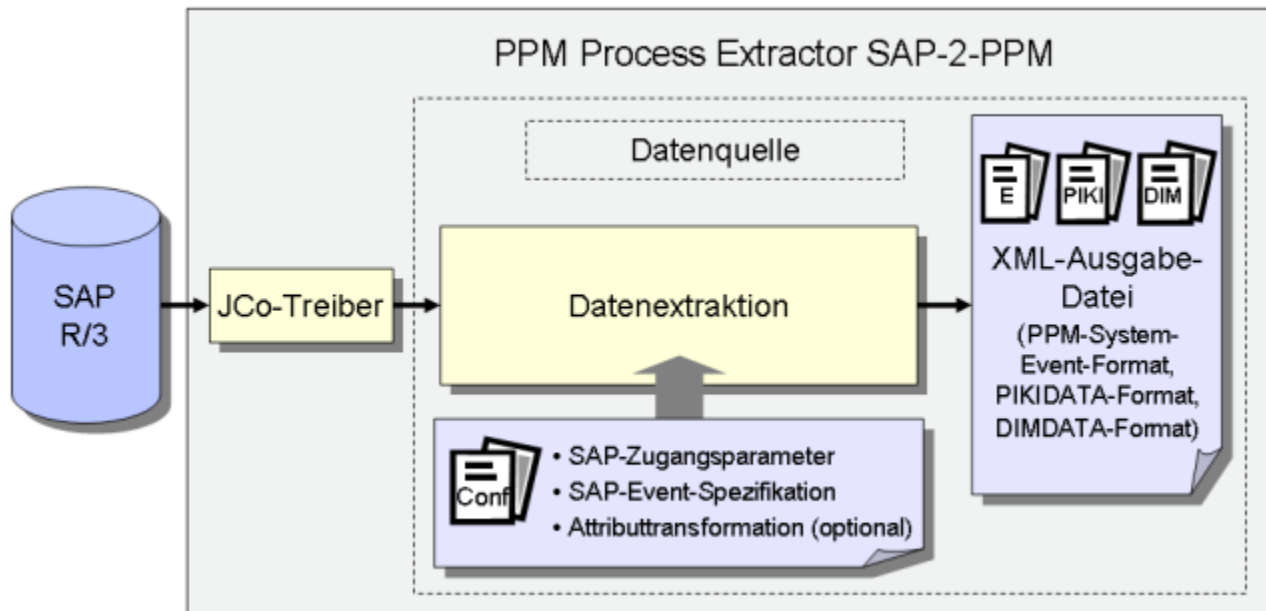 PPM Process Extractor SAP-2-PPM
Datenquelle
SAP
R/3
JCo-Treiber
Datenextraktion
E
PIKI
DIM
XML-Ausgabe-
Datei
(PPM-System-
Event-Format,
PIKIDATA-Format,
DIMDATA-Format)
Conf
• SAP-Zugangsparameter
• SAP-Event-Spezifikation
• Attributtransformation (optional)